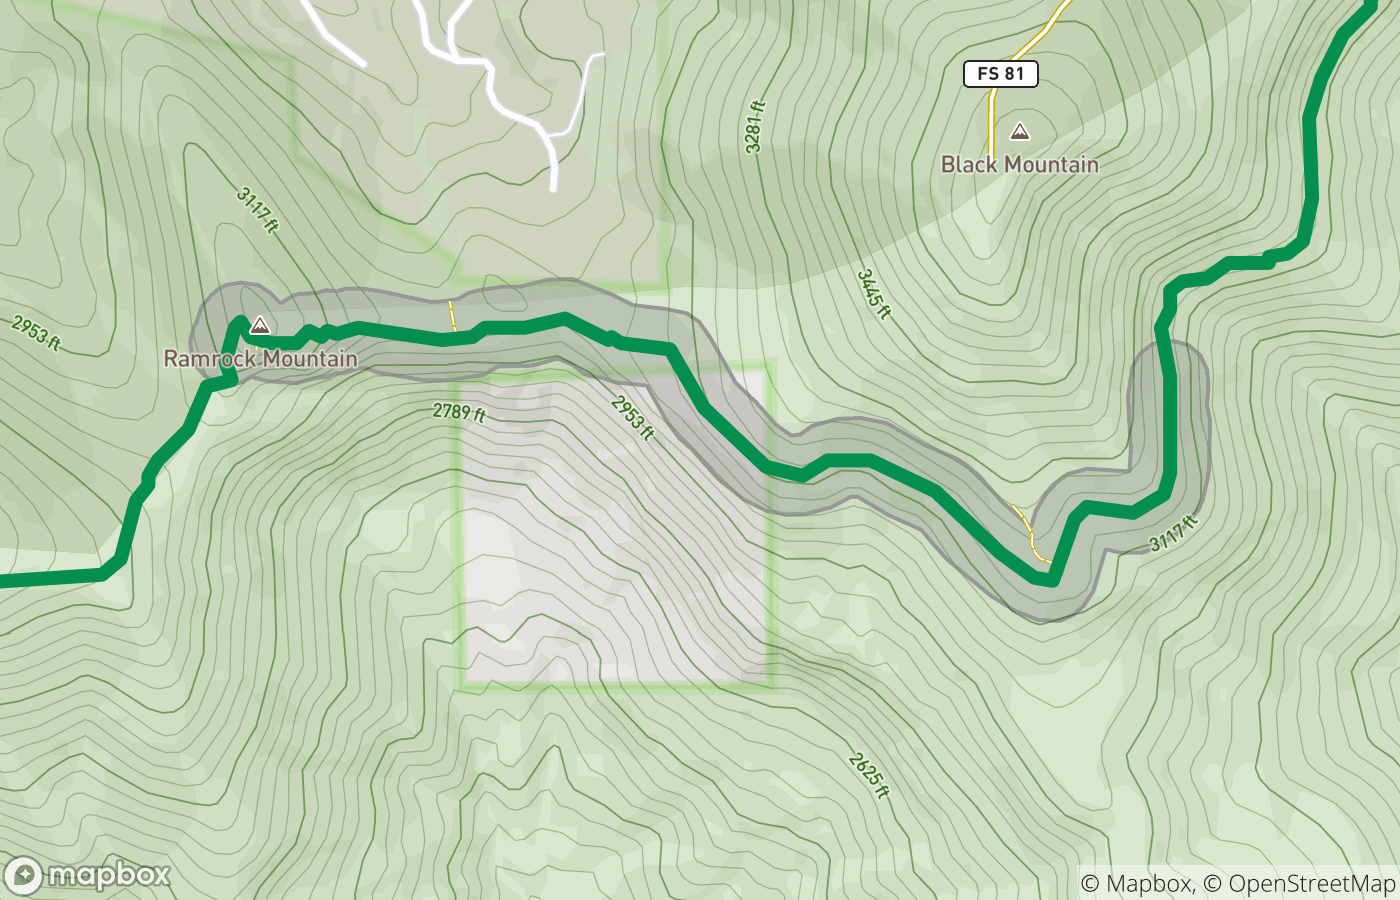 FS 81
3281 ft
Black Mountain
3117 ft
3445 ft
2953 ft
Ramrock Mountain
2789 ft
2953 ft
3117 ft
2625 ft
mapbox
© Mapbox, © OpenStreetMap